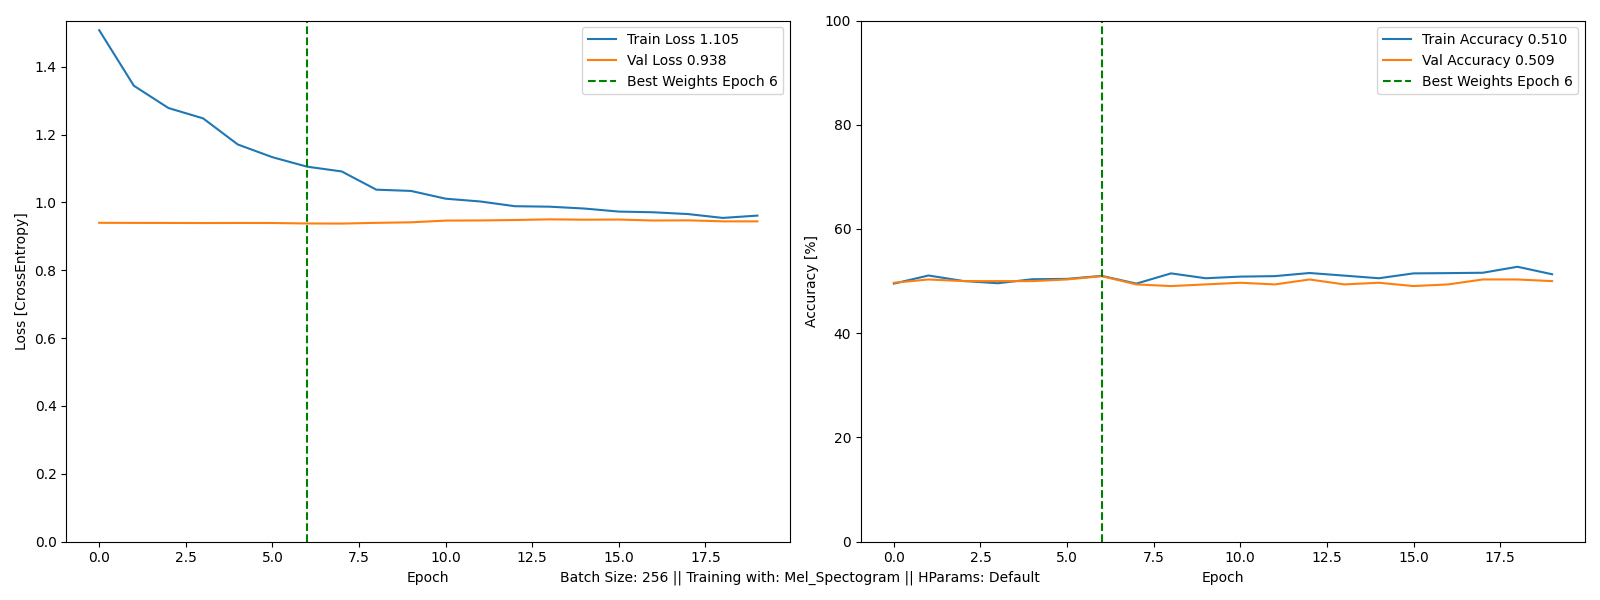 Train Loss 1.105
Val Loss 0.938
Best Weights Epoch 6
Loss [CrossEntropy]
1.4
1.2
1.0
0.8
0.6
0.4
0.2
0.0
0.0 2.5 5.0 7.5 10.0 12.5 15.0 17.5
Epoch
Train Accuracy 0.510
Val Accuracy 0.509
Best Weights Epoch 6
Accuracy [%]
100
80
60
40
20
0
0.0 2.5 5.0 7.5 10.0 12.5 15.0 17.5
Epoch
Batch Size: 256 || Training with: Mel_Spectogram || HParams: Default